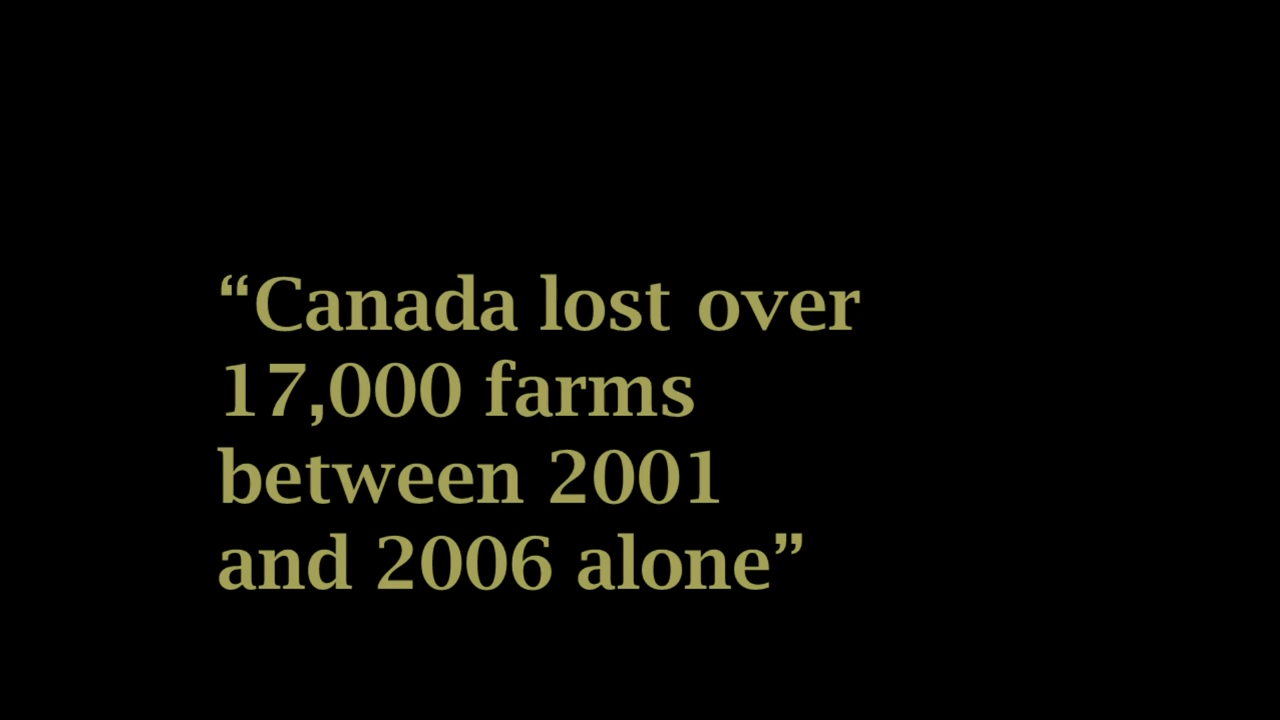 “Canada lost over
17,000 farms
between 2001
and 2006 alone”